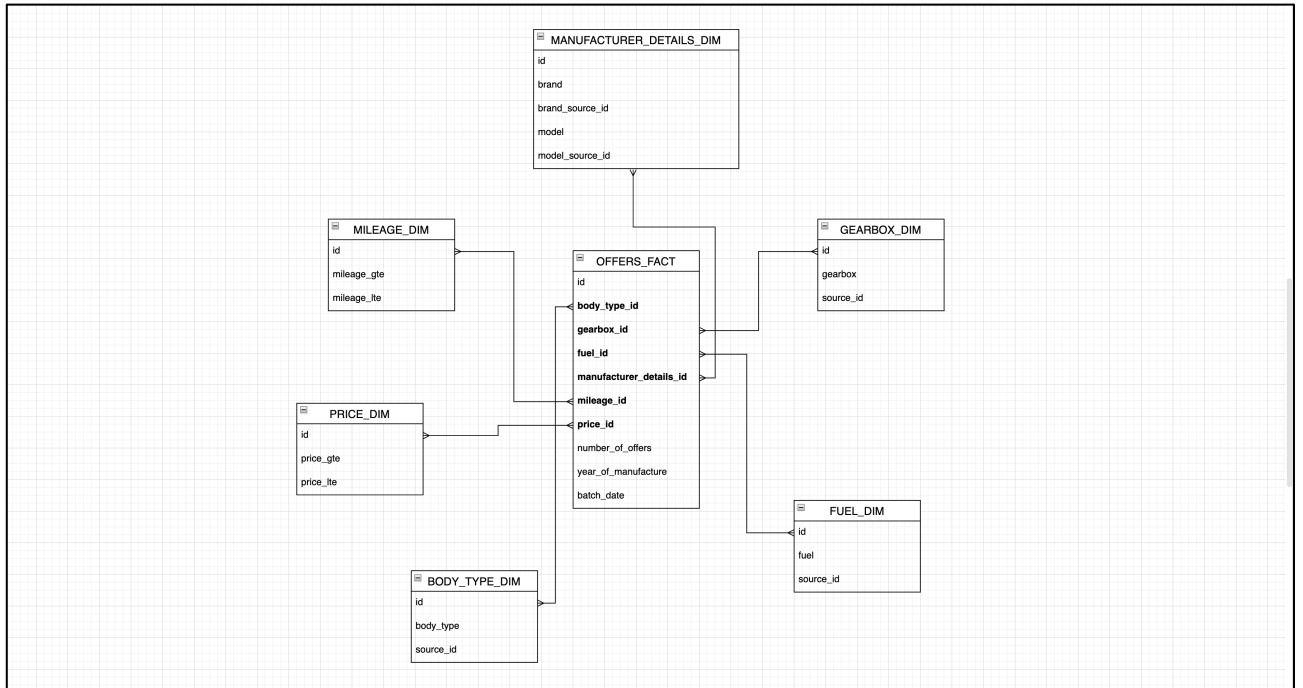 MANUFACTURER_DETAILS_DIM
id
brand
brand_source_id
model
model_source_id
MILEAGE_DIM
id
mileage_gte
mileage_lte
GEARBOX_DIM
id
gearbox
source_id
OFFERS_FACT
id
body_type_id
gearbox_id
fuel_id
manufacturer_details_id
mileage_id
price_id
number_of_offers
year_of_manufacture
batch_date
PRICE_DIM
id
price_gte
price_lte
FUEL_DIM
id
fuel
source_id
BODY_TYPE_DIM
id
body_type
source_id